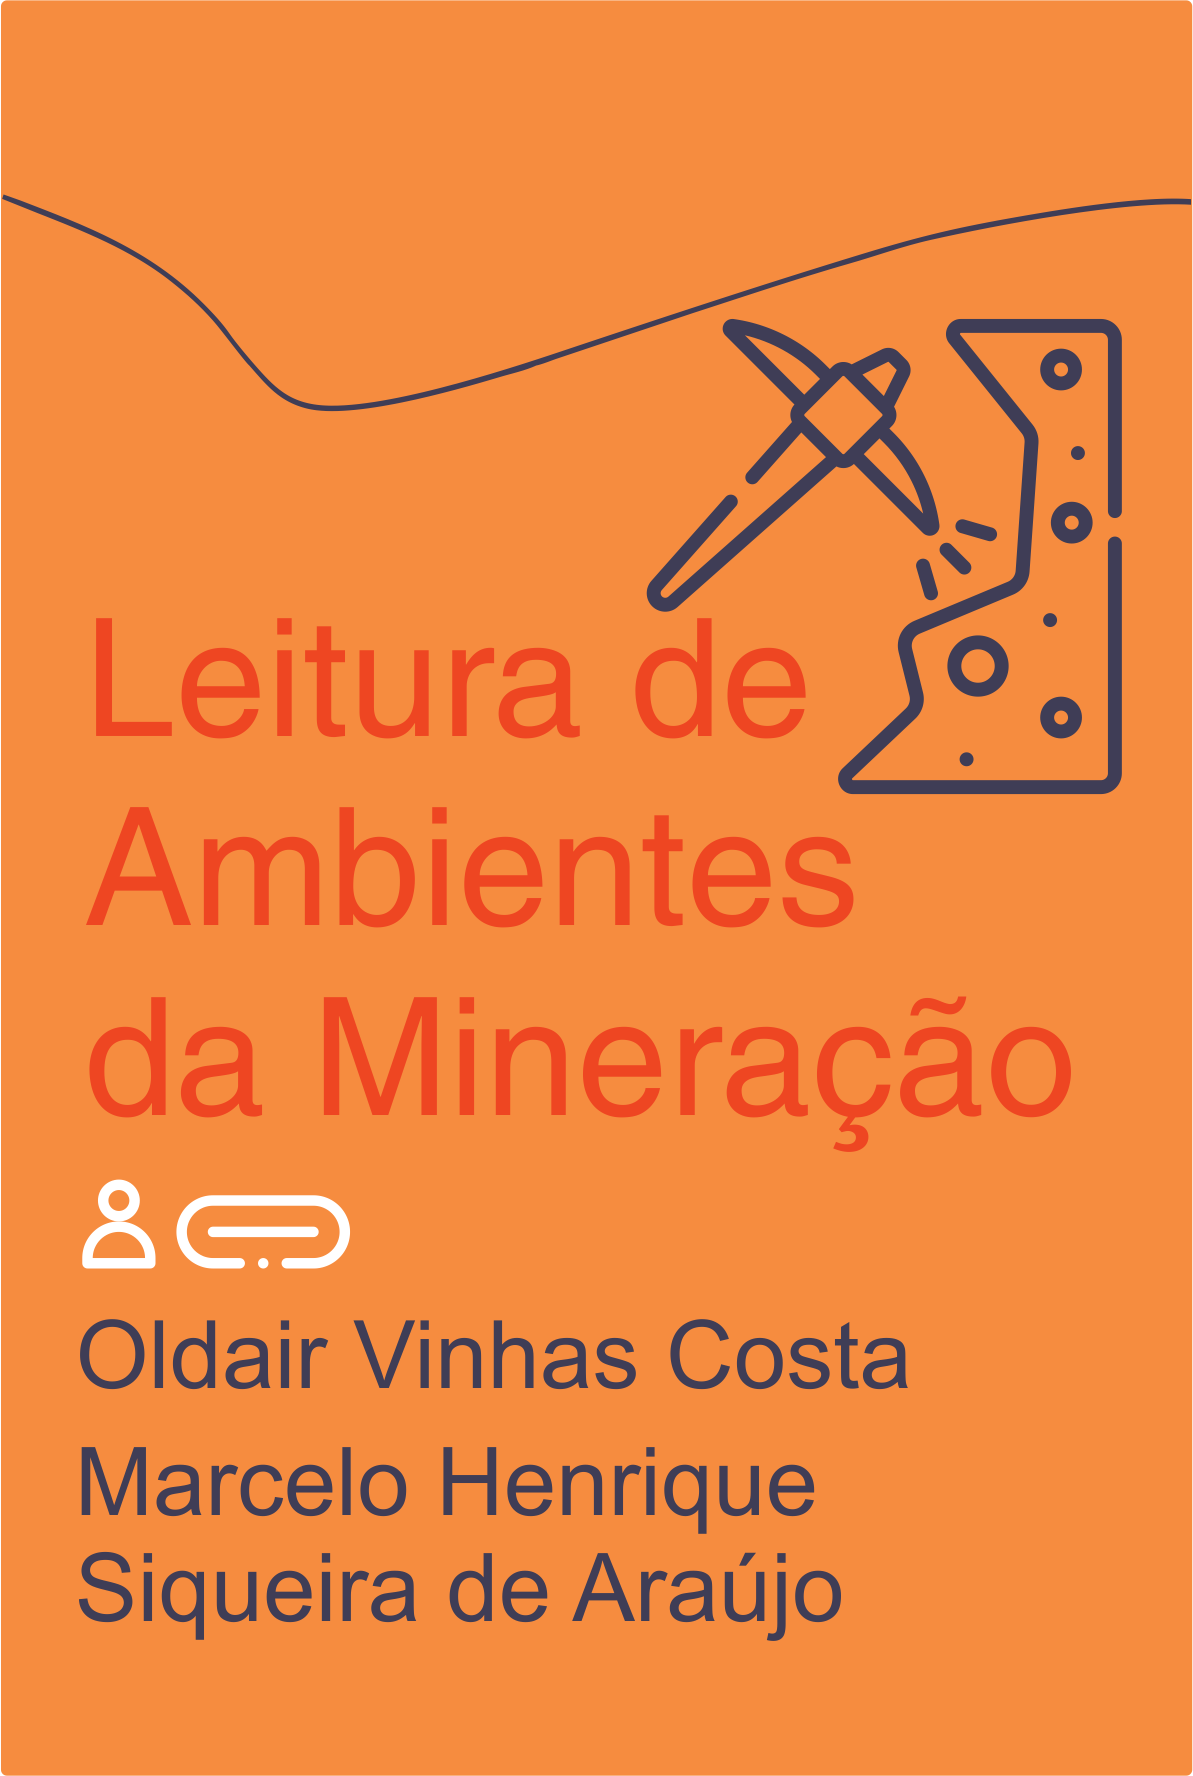 Leitura de
Ambientes
da Mineração
Oldair Vinhas Costa
Marcelo Henrique
Siqueira de Araújo